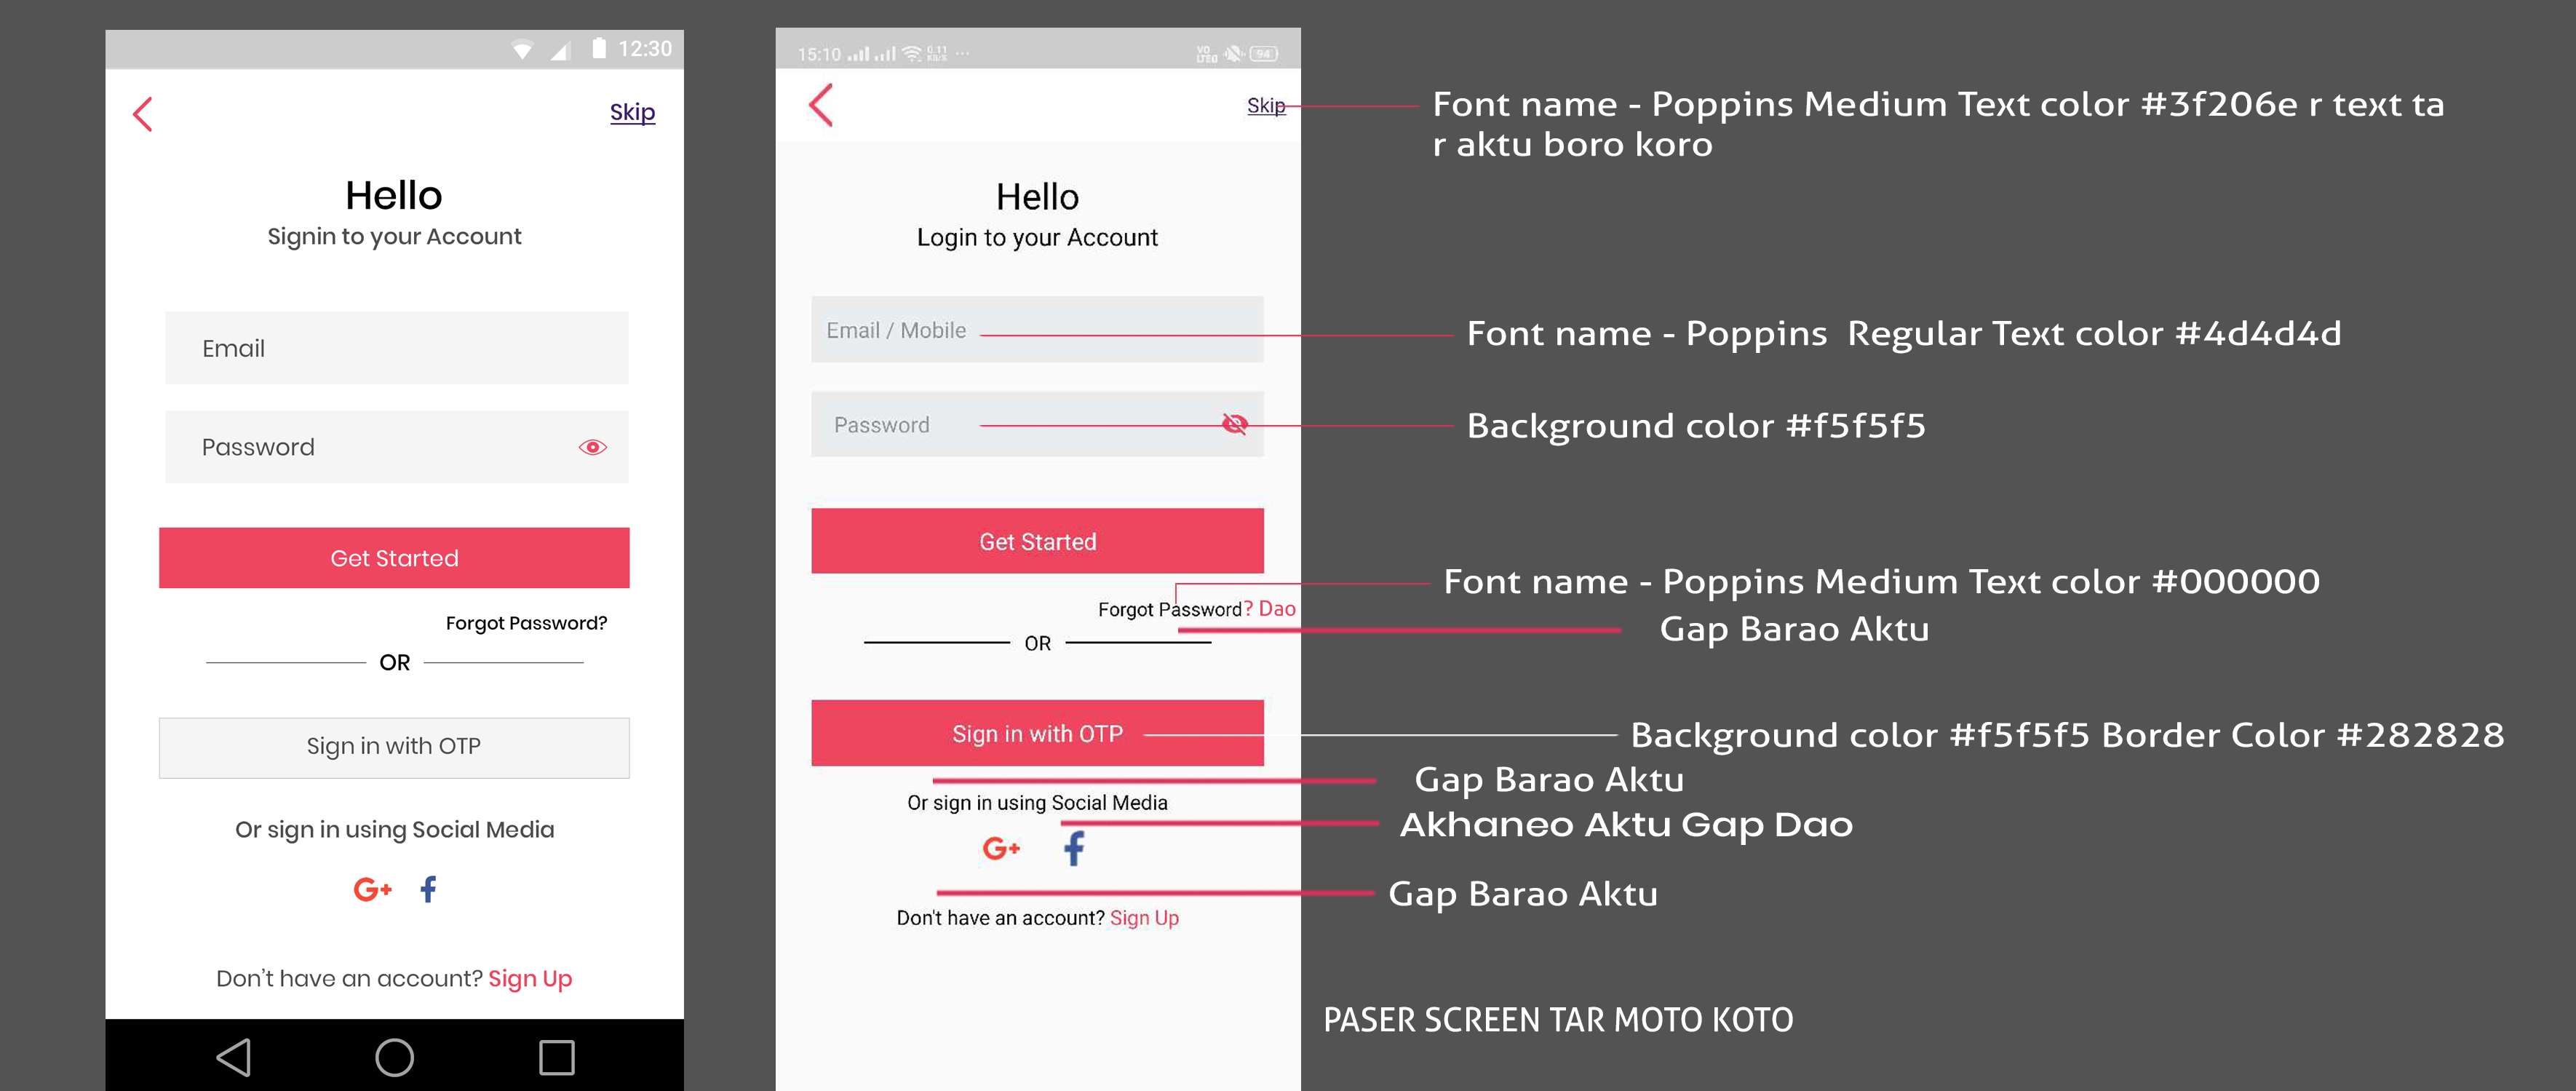 12:30
Skip
Hello
Signin to your Account
Email
Password
Get Started
Forgot Password?
OR
Sign in with OTP
Or sign in using Social Media
G+ f
Don't have an account? Sign Up
15:10 0.11 KB/S ... VO LTE 94
Skip
Hello
Login to your Account
Email / Mobile
Password
Get Started
Forgot Password? Dao
OR
Sign in with OTP
Or sign in using Social Media
G+ f
Don't have an account? Sign Up
Font name - Poppins Medium Text color #3f206e r text ta
r aktu boro koro
Font name - Poppins  Regular Text color #4d4d4d
Background color #f5f5f5
Font name - Poppins Medium Text color #000000
Gap Barao Aktu
Background color #f5f5f5 Border Color #282828
Gap Barao Aktu
Akhaneo Aktu Gap Dao
Gap Barao Aktu
PASER SCREEN TAR MOTO KOTO